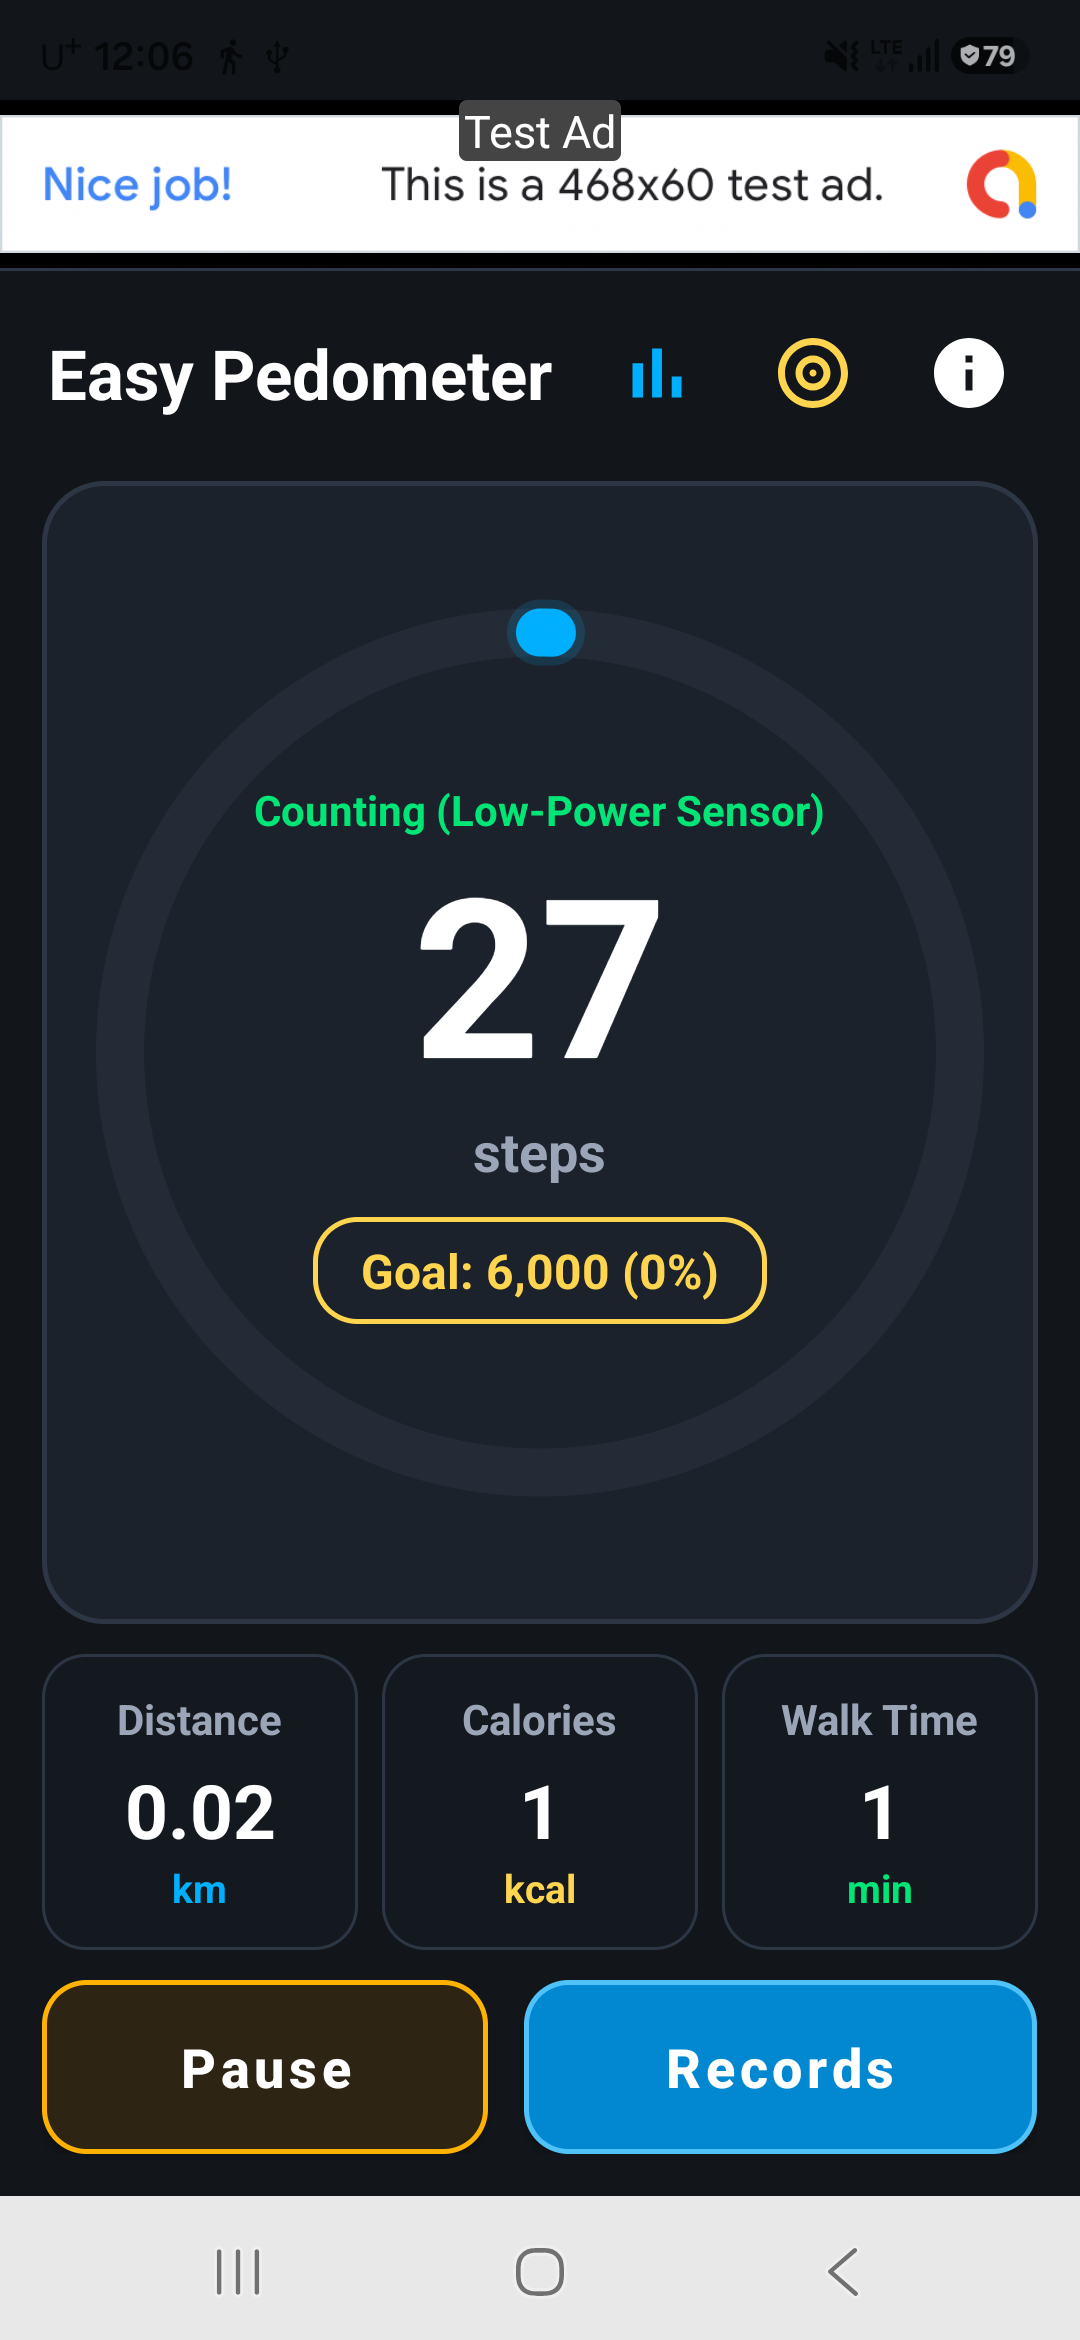 U+ 12:06 LTE 79
Test Ad
Nice job! This is a 468x60 test ad.
Easy Pedometer
Counting (Low-Power Sensor)
27
steps
Goal: 6,000 (0%)
Distance Calories Walk Time
0.02 1 1
km kcal min
Pause Records